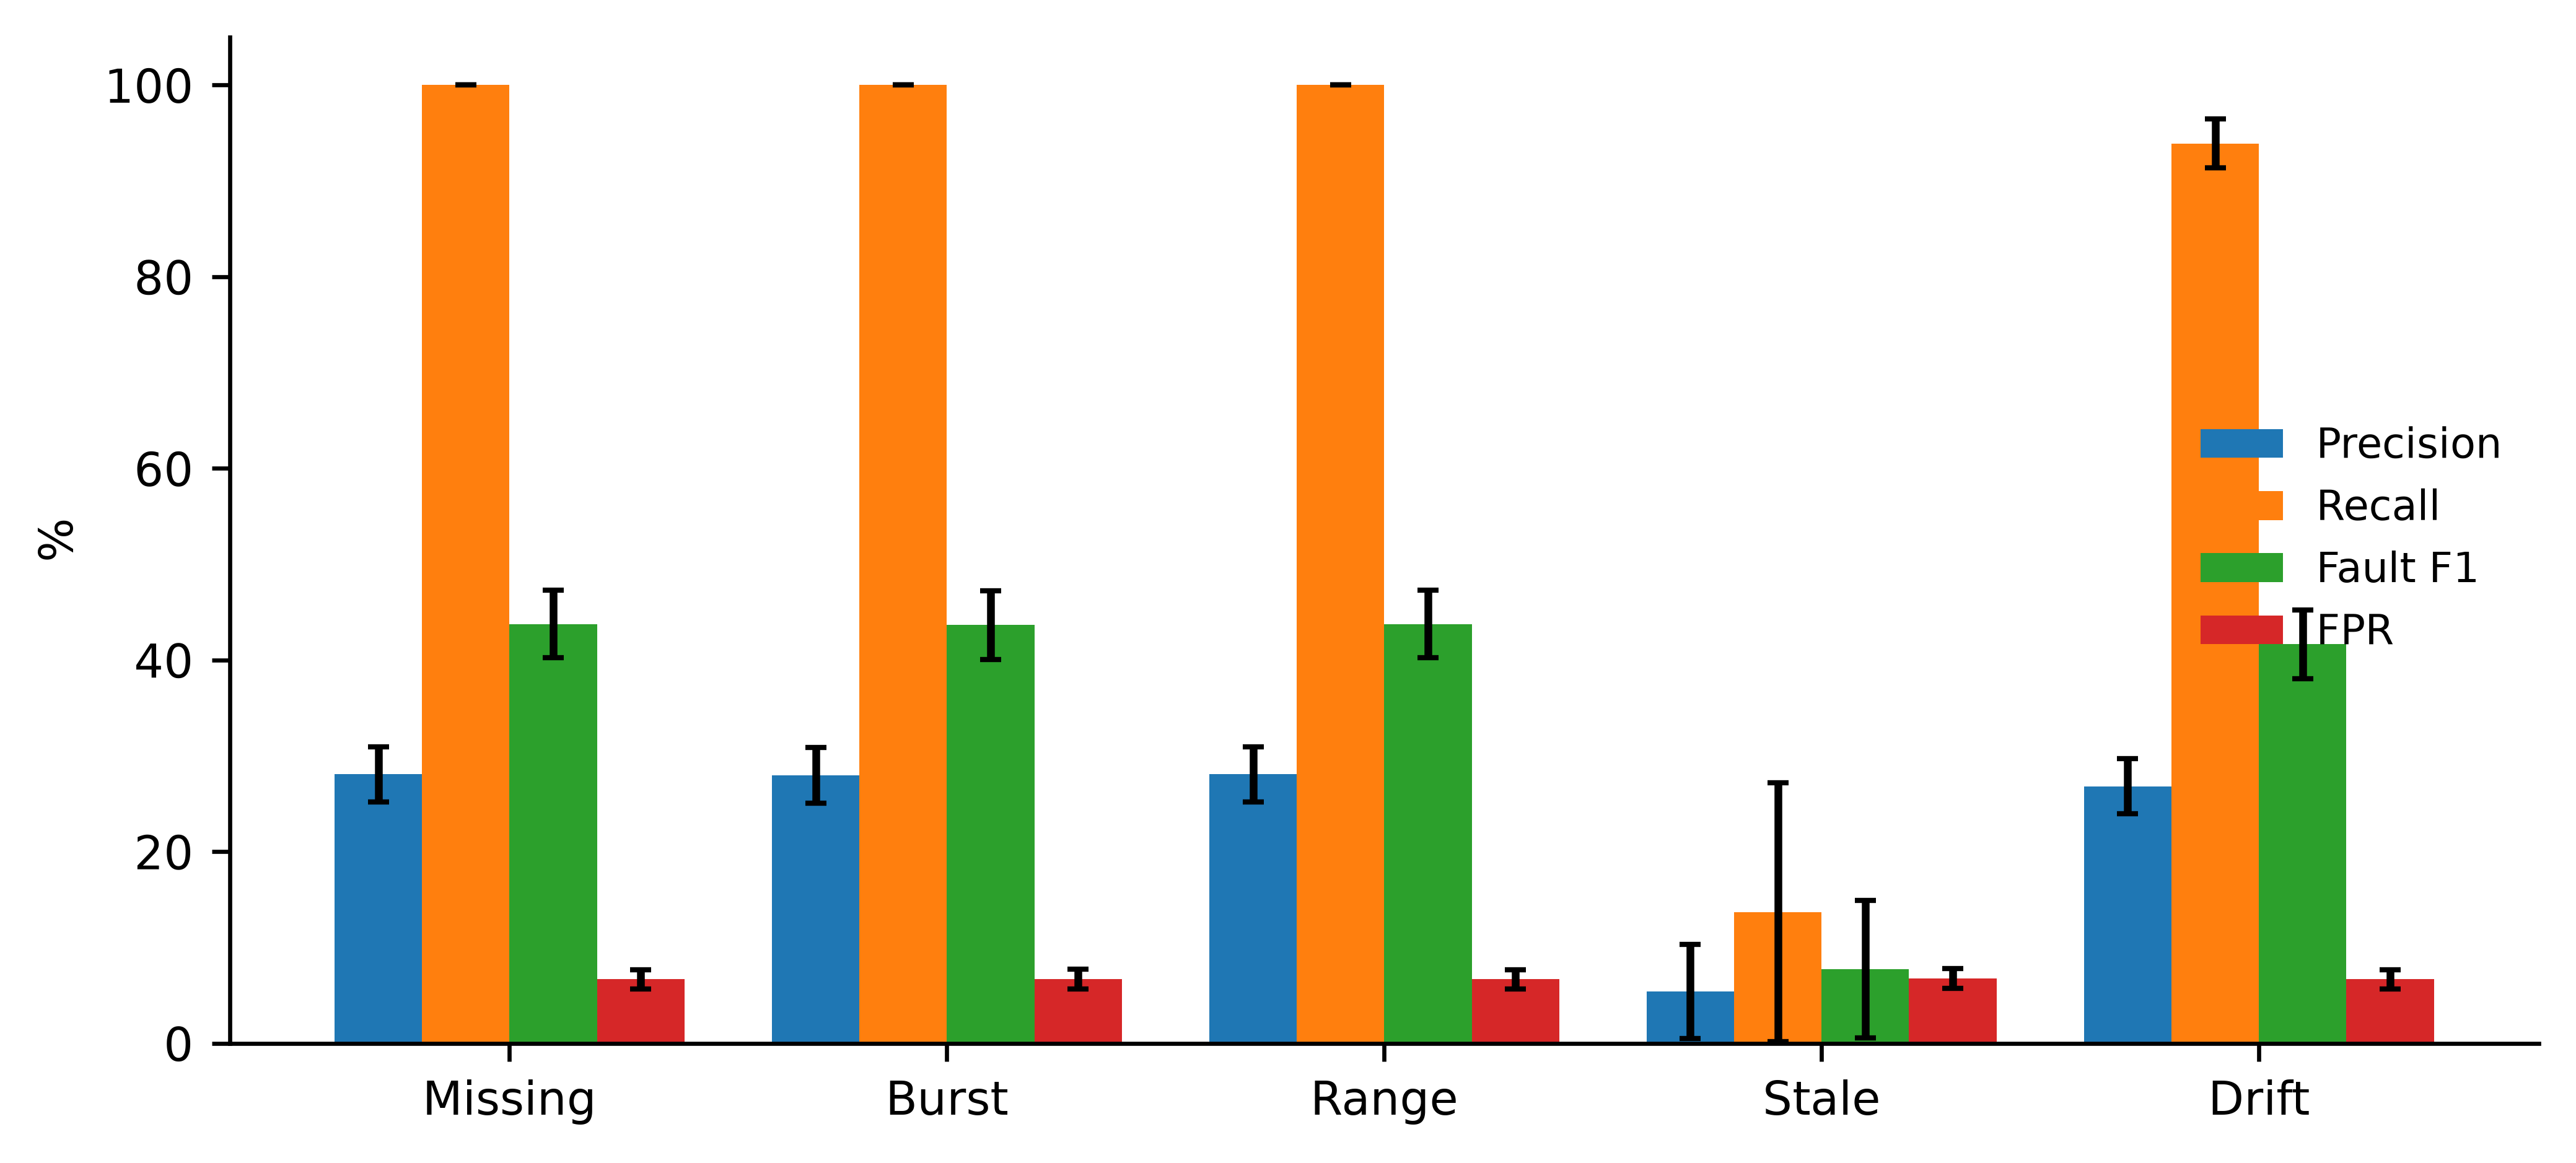 100
80
60
40
20
0
%
Precision
Recall
Fault F1
FPR
Missing
Burst
Range
Stale
Drift